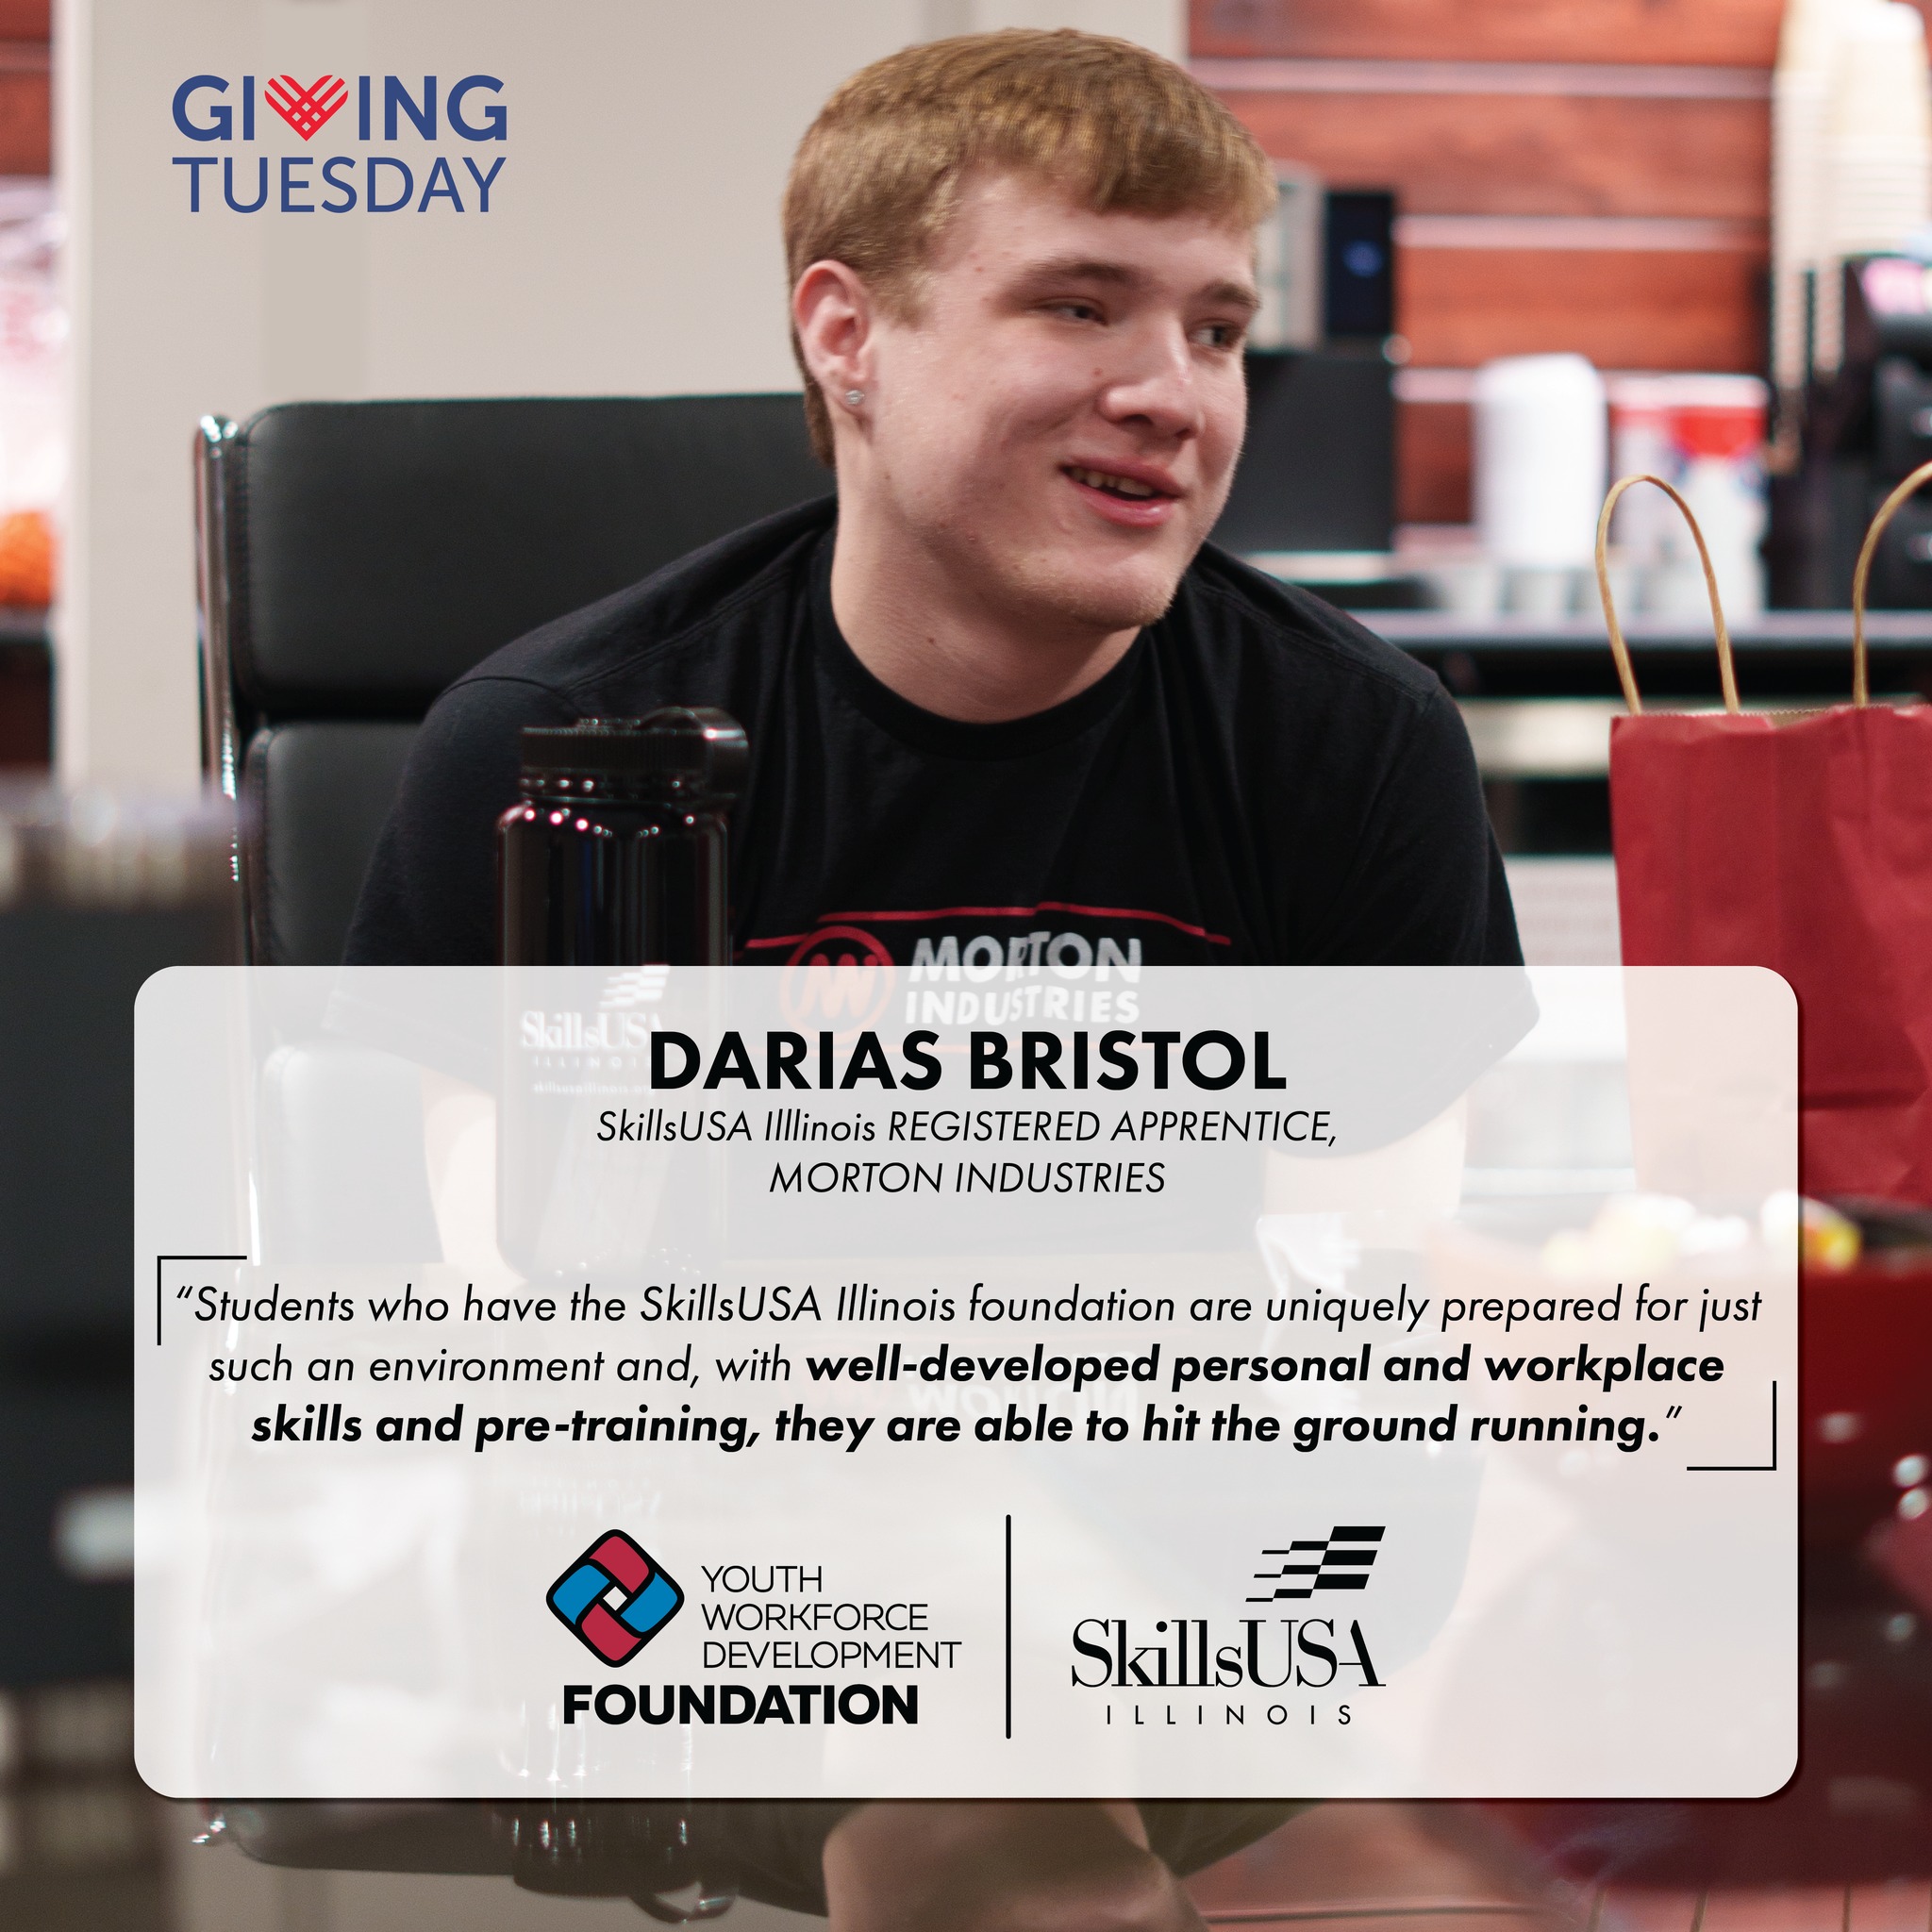 GIVING
TUESDAY
MORTON
INDUSTRIES
SkillsUSA
ILLINOIS
DARIAS BRISTOL
SkillsUSA Illlinois REGISTERED APPRENTICE,
MORTON INDUSTRIES
“Students who have the SkillsUSA Illinois foundation are uniquely prepared for just
such an environment and, with well-developed personal and workplace
skills and pre-training, they are able to hit the ground running.”
YOUTH
WORKFORCE
DEVELOPMENT
FOUNDATION
SkillsUSA
ILLINOIS